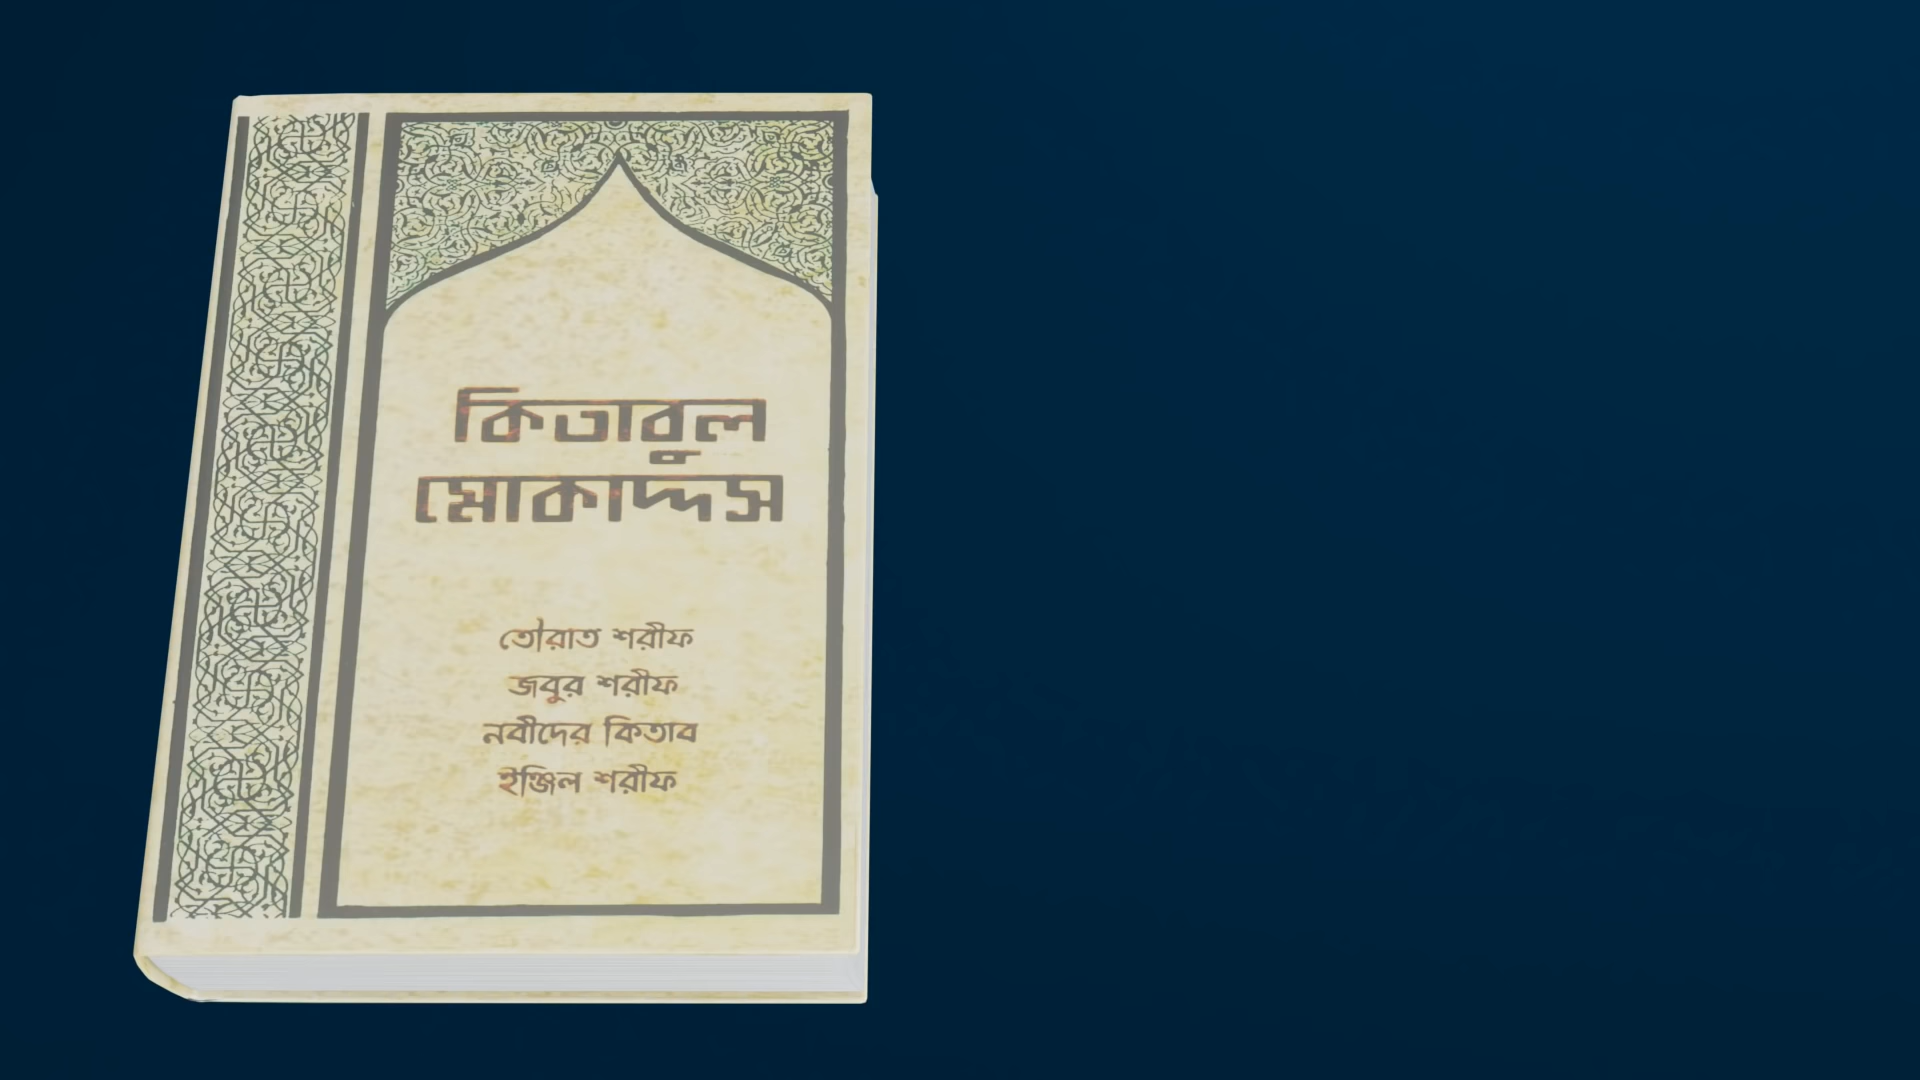 কিতাবুল
মোকাদ্দস
তৌরাত শরীফ
জবুর শরীফ
নবীদের কিতাব
ইঞ্জিল শরীফ